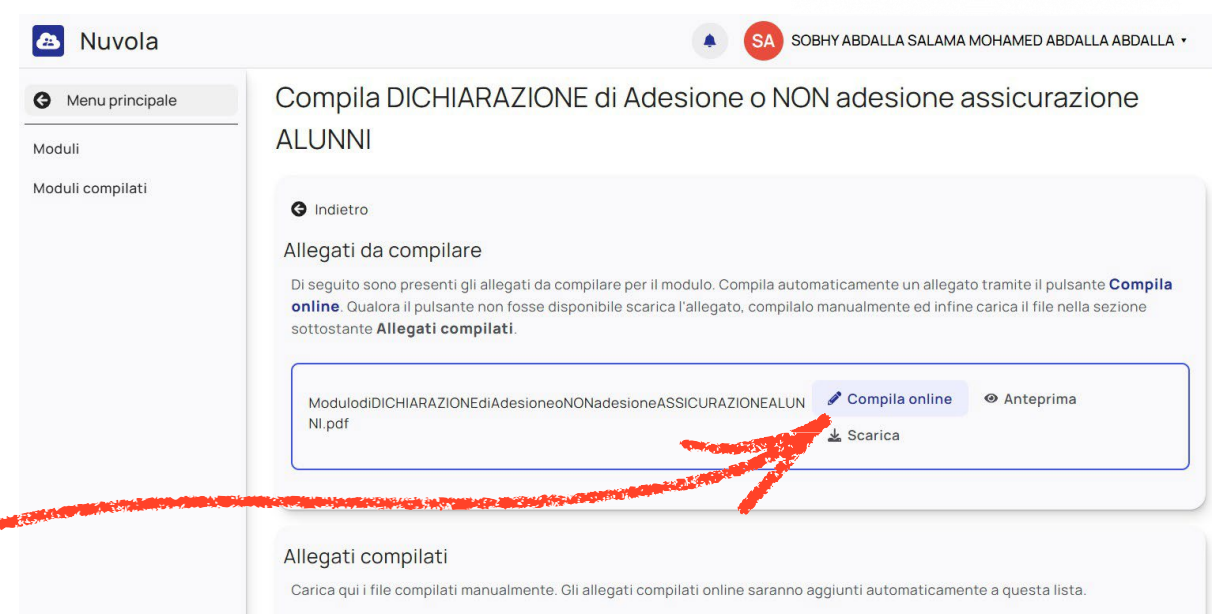 Nuvola
SA SOBHY ABDALLA SALAMA MOHAMED ABDALLA ABDALLA
Menu principale
Moduli
Moduli compilati
Compila DICHIARAZIONE di Adesione o NON adesione assicurazione
ALUNNI
Indietro
Allegati da compilare
Di seguito sono presenti gli allegati da compilare per il modulo. Compila automaticamente un allegato tramite il pulsante Compila
online. Qualora il pulsante non fosse disponibile scarica l'allegato, compilalo manualmente ed infine carica il file nella sezione
sottostante Allegati compilati.
ModulodiDICHIARAZIONEdiAdesioneoNONadesioneASSICURAZIONEALUN
NI.pdf
Compila online
Anteprima
Scarica
Allegati compilati
Carica qui i file compilati manualmente. Gli allegati compilati online saranno aggiunti automaticamente a questa lista.